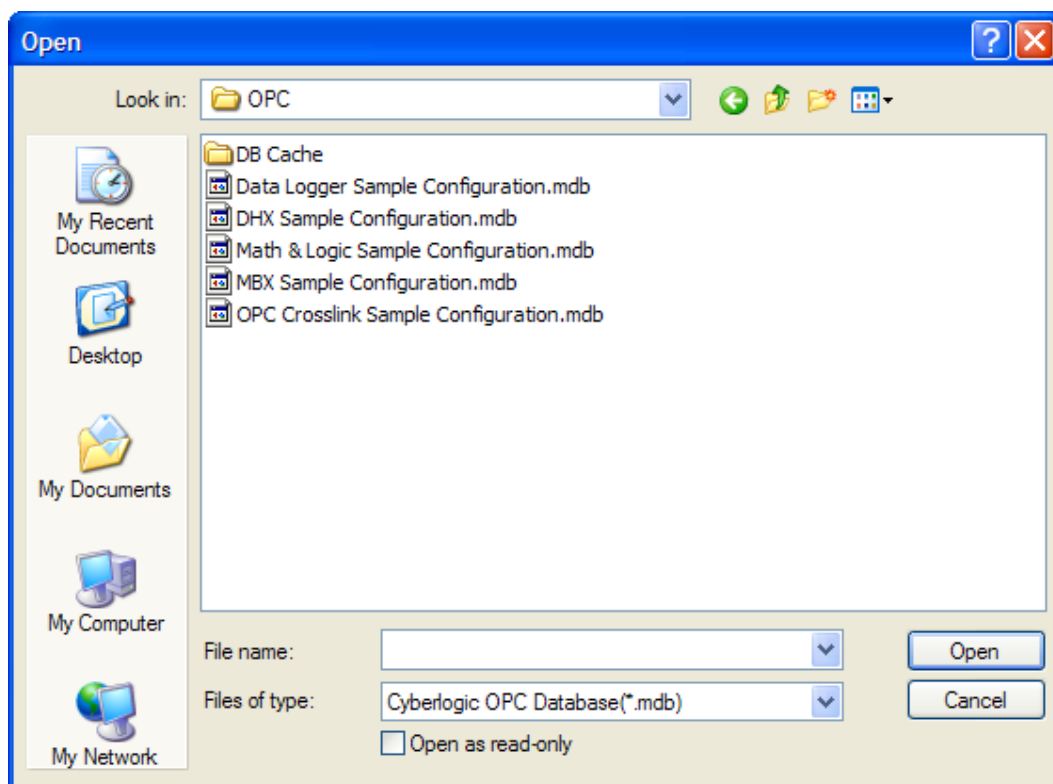 Open
Look in: OPC
My Recent Documents
Desktop
My Documents
My Computer
My Network
DB Cache
Data Logger Sample Configuration.mdb
DHX Sample Configuration.mdb
Math & Logic Sample Configuration.mdb
MBX Sample Configuration.mdb
OPC Crosslink Sample Configuration.mdb
File name:
Open
Files of type: Cyberlogic OPC Database(*.mdb)
Cancel
Open as read-only